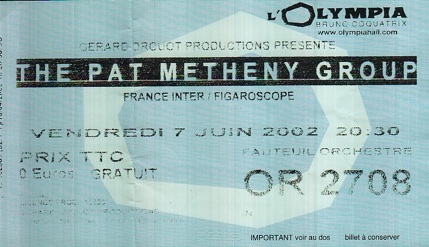 L'OLYMPIA
BRUNO COQUATRIX
www.olympiahall.com
GERARD DROUOT PRODUCTIONS PRESENTE
THE PAT METHENY GROUP
FRANCE INTER / FIGAROSCOPE
VENDREDI 7 JUIN 2002 20:30
PRIX TTC FAUTEUIL ORCHESTRE
0 Euros GRATUIT OR 2708
IMPORTANT voir au dos billet à conserver